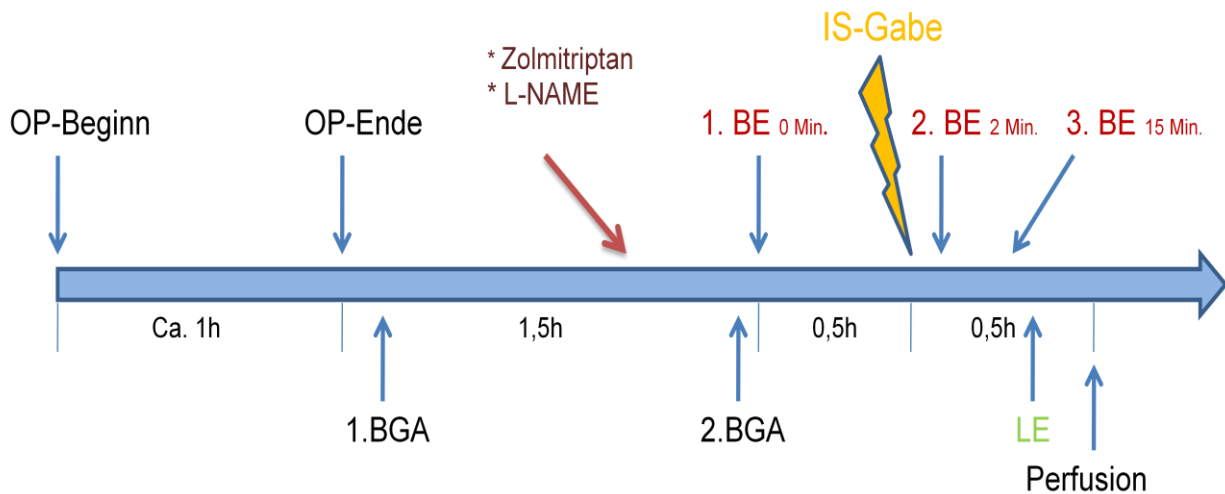 IS-Gabe
* Zolmitriptan
* L-NAME
OP-Beginn
OP-Ende
1. BE 0 Min.
2. BE 2 Min.
3. BE 15 Min.
Ca. 1h
1,5h
0,5h
0,5h
1.BGA
2.BGA
LE
Perfusion